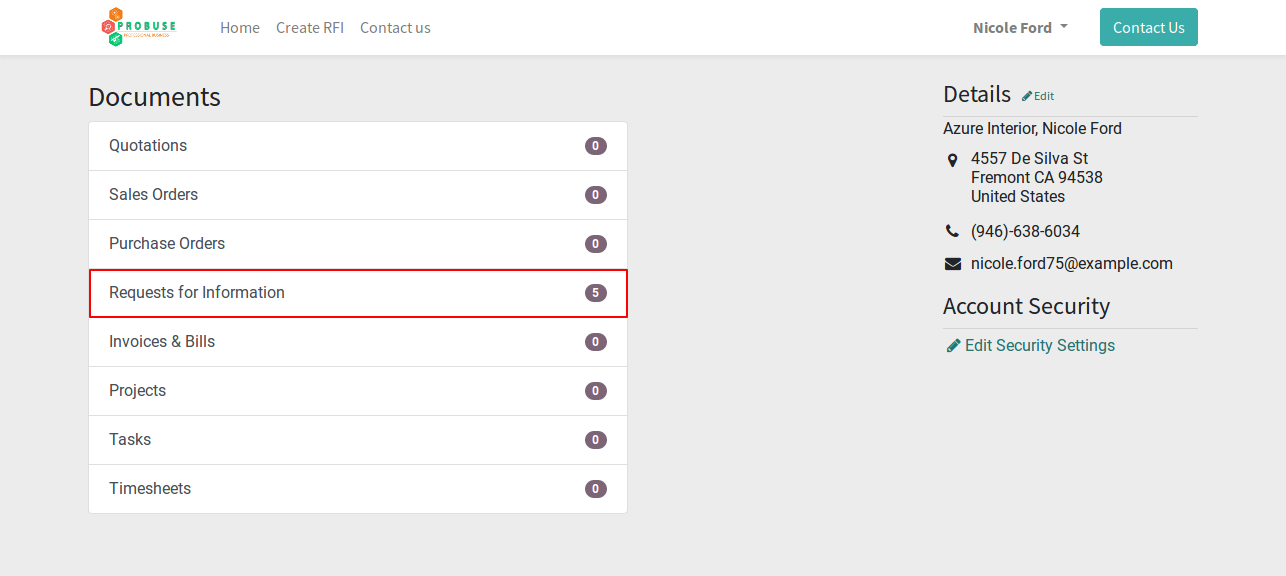 PROBUSE
PROFESSIONAL BUSINESS
Home
Create RFI
Contact us
Nicole Ford
Contact Us
Documents
Quotations 0
Sales Orders 0
Purchase Orders 0
Requests for Information 5
Invoices & Bills 0
Projects 0
Tasks 0
Timesheets 0
Details
Edit
Azure Interior, Nicole Ford
4557 De Silva St
Fremont CA 94538
United States
(946)-638-6034
nicole.ford75@example.com
Account Security
Edit Security Settings